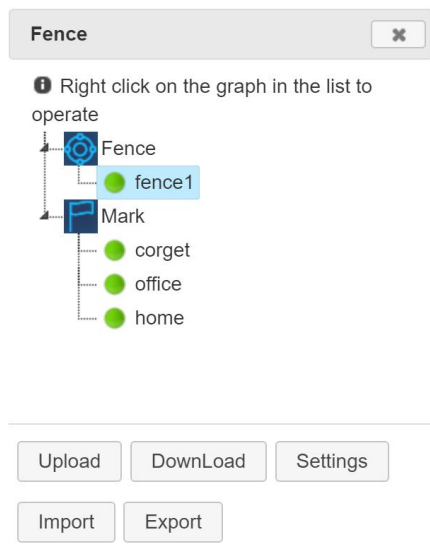 Fence
Right click on the graph in the list to
operate
Fence
fence1
Mark
corget
office
home
Upload DownLoad Settings
Import Export